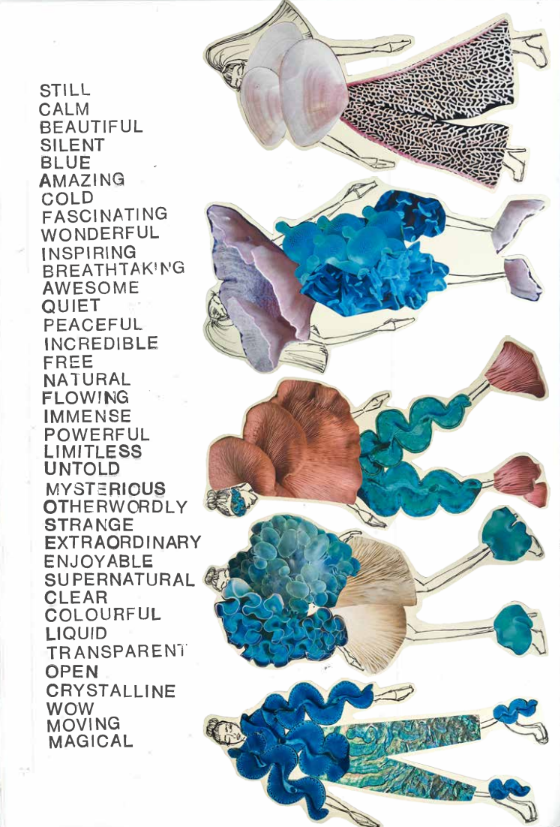 STILL
CALM
BEAUTIFUL
SILENT
BLUE
AMAZING
COLD
FASCINATING
WONDERFUL
INSPIRING
BREATHTAKING
AWESOME
QUIET
PEACEFUL
INCREDIBLE
FREE
NATURAL
FLOWING
IMMENSE
POWERFUL
LIMITLESS
UNTOLD
MYSTERIOUS
OTHERWORDLY
STRANGE
EXTRAORDINARY
ENJOYABLE
SUPERNATURAL
CLEAR
COLOURFUL
LIQUID
TRANSPARENT
OPEN
CRYSTALLINE
WOW
MOVING
MAGICAL